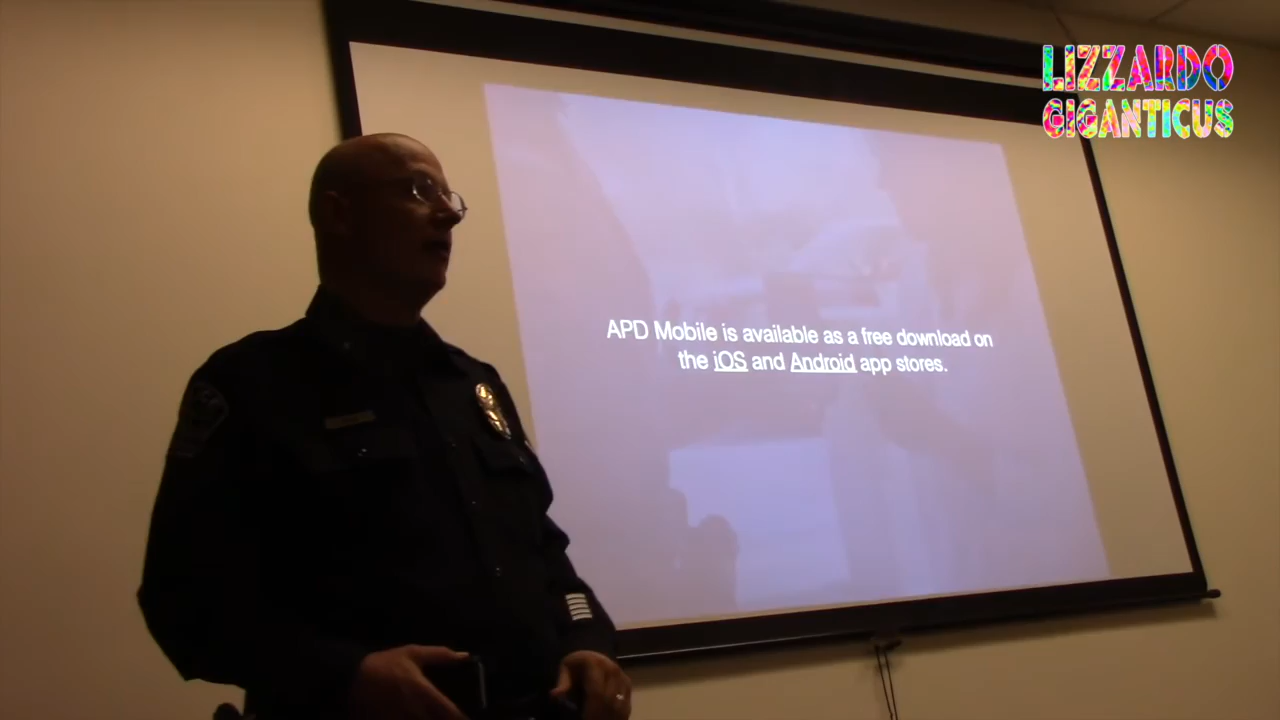 LIZZARDO
GIGANTICUS
APD Mobile is available as a free download on
the iOS and Android app stores.